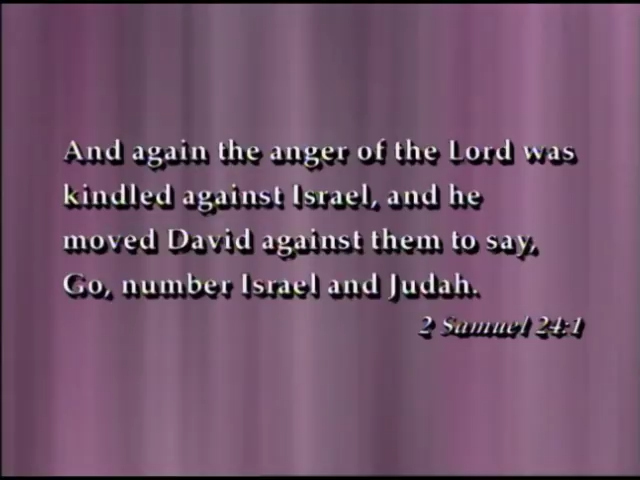 And again the anger of the Lord was
kindled against Israel, and he
moved David against them to say,
Go, number Israel and Judah.
2 Samuel 24:1